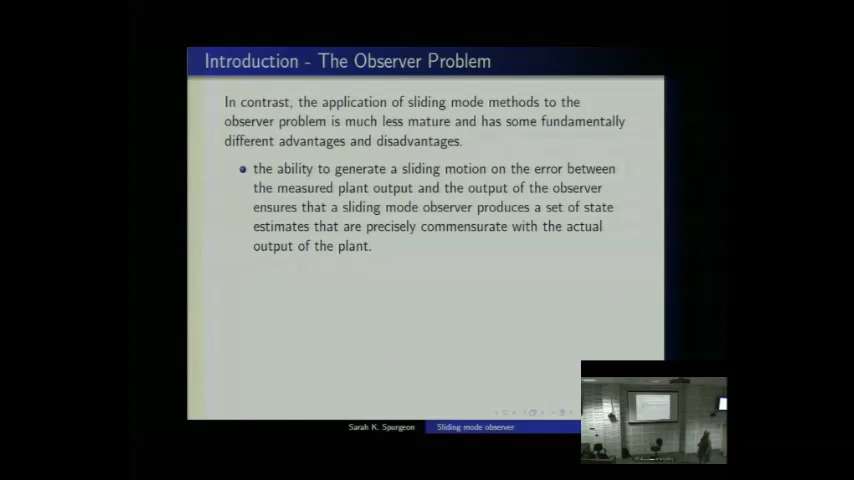 Introduction - The Observer Problem
In contrast, the application of sliding mode methods to the
observer problem is much less mature and has some fundamentally
different advantages and disadvantages.
the ability to generate a sliding motion on the error between
the measured plant output and the output of the observer
ensures that a sliding mode observer produces a set of state
estimates that are precisely commensurate with the actual
output of the plant.
Sarah K. Spurgeon
Sliding mode observer